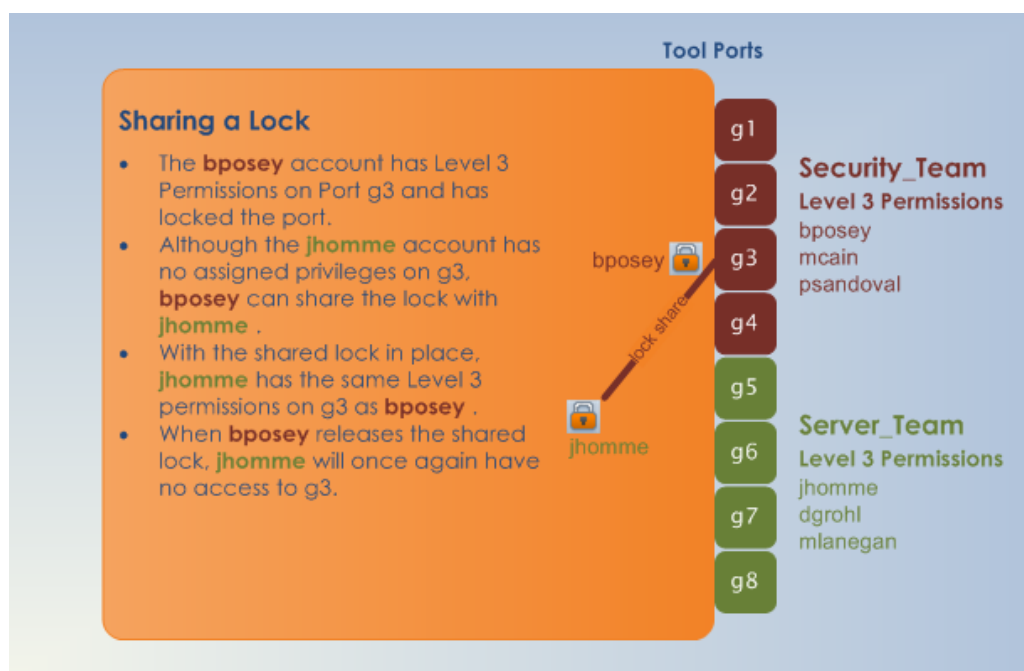 Tool Ports
Sharing a Lock
• The bposey account has Level 3
Permissions on Port g3 and has
locked the port.
• Although the jhomme account has
no assigned privileges on g3,
bposey can share the lock with
jhomme .
• With the shared lock in place,
jhomme has the same Level 3
permissions on g3 as bposey .
• When bposey releases the shared
lock, jhomme will once again have
no access to g3.
bposey
lock share
jhomme
g1
g2
g3
g4
g5
g6
g7
g8
Security_Team
Level 3 Permissions
bposey
mcain
psandoval
Server_Team
Level 3 Permissions
jhomme
dgrohl
mlanegan